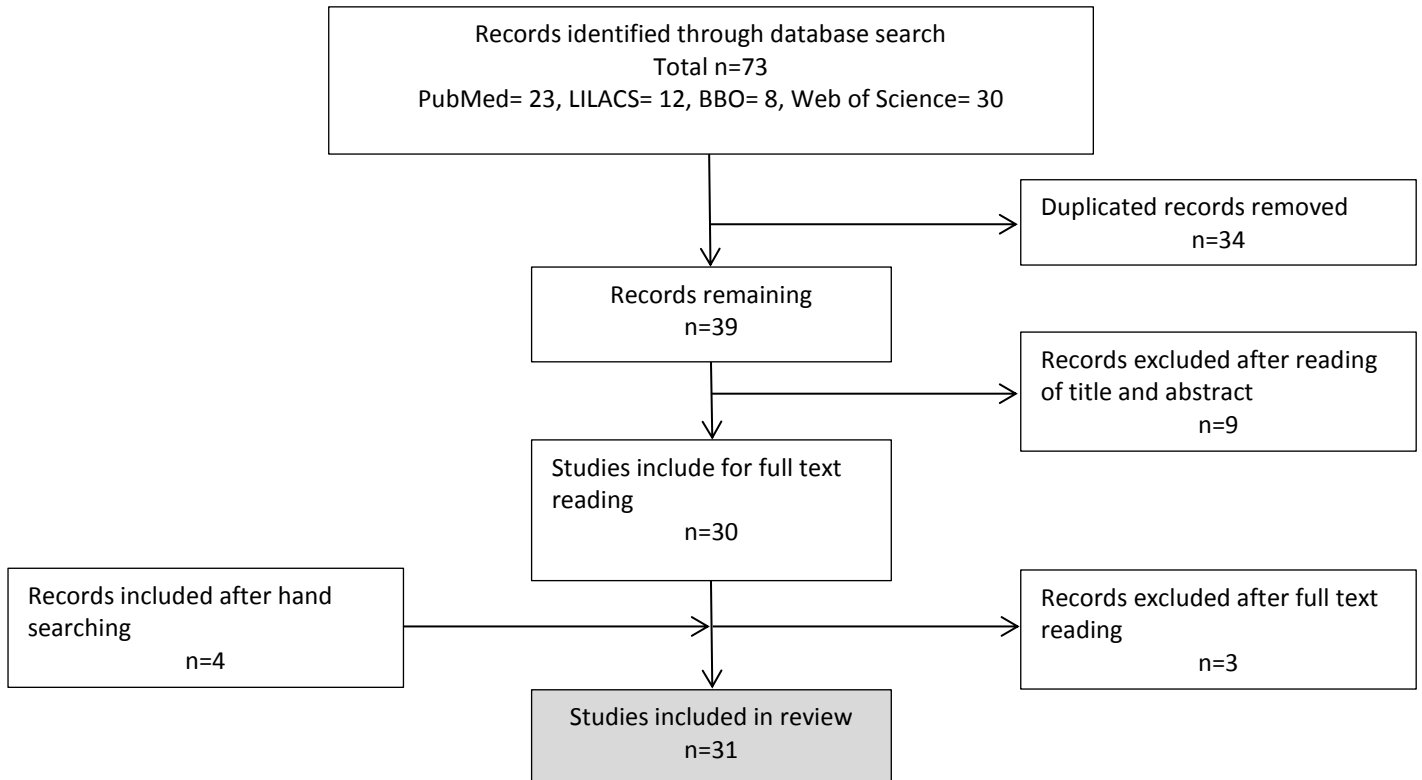 Records identified through database search
Total n=73
PubMed= 23, LILACS= 12, BBO= 8, Web of Science= 30
Duplicated records removed
n=34
Records remaining
n=39
Records excluded after reading
of title and abstract
n=9
Studies include for full text
reading
n=30
Records included after hand
searching
n=4
Records excluded after full text
reading
n=3
Studies included in review
n=31